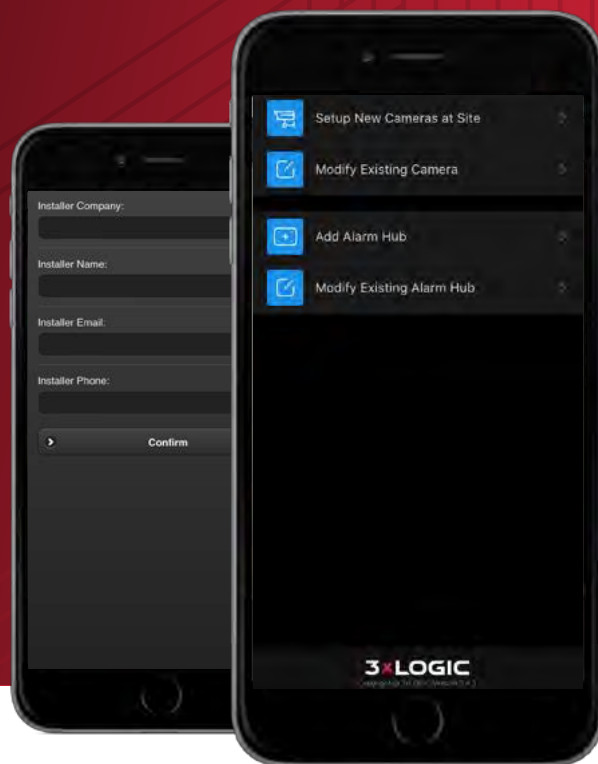 Installer Company:
Installer Name:
Installer Email:
Installer Phone:
Confirm
Setup New Cameras at Site
Modify Existing Camera
Add Alarm Hub
Modify Existing Alarm Hub
3xLOGIC